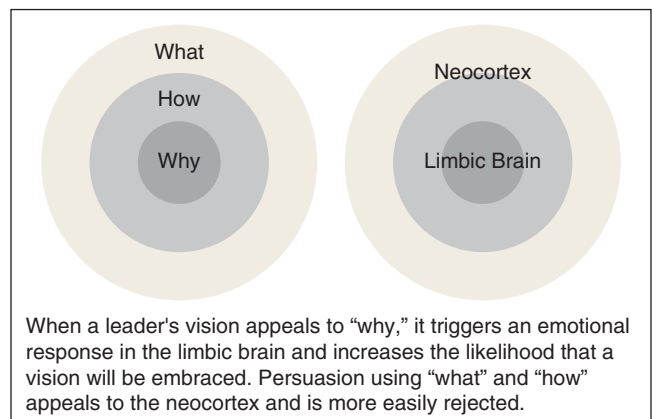 What
How
Why
Neocortex
Limbic Brain
When a leader's vision appeals to “why,” it triggers an emotional
response in the limbic brain and increases the likelihood that a
vision will be embraced. Persuasion using “what” and “how”
appeals to the neocortex and is more easily rejected.